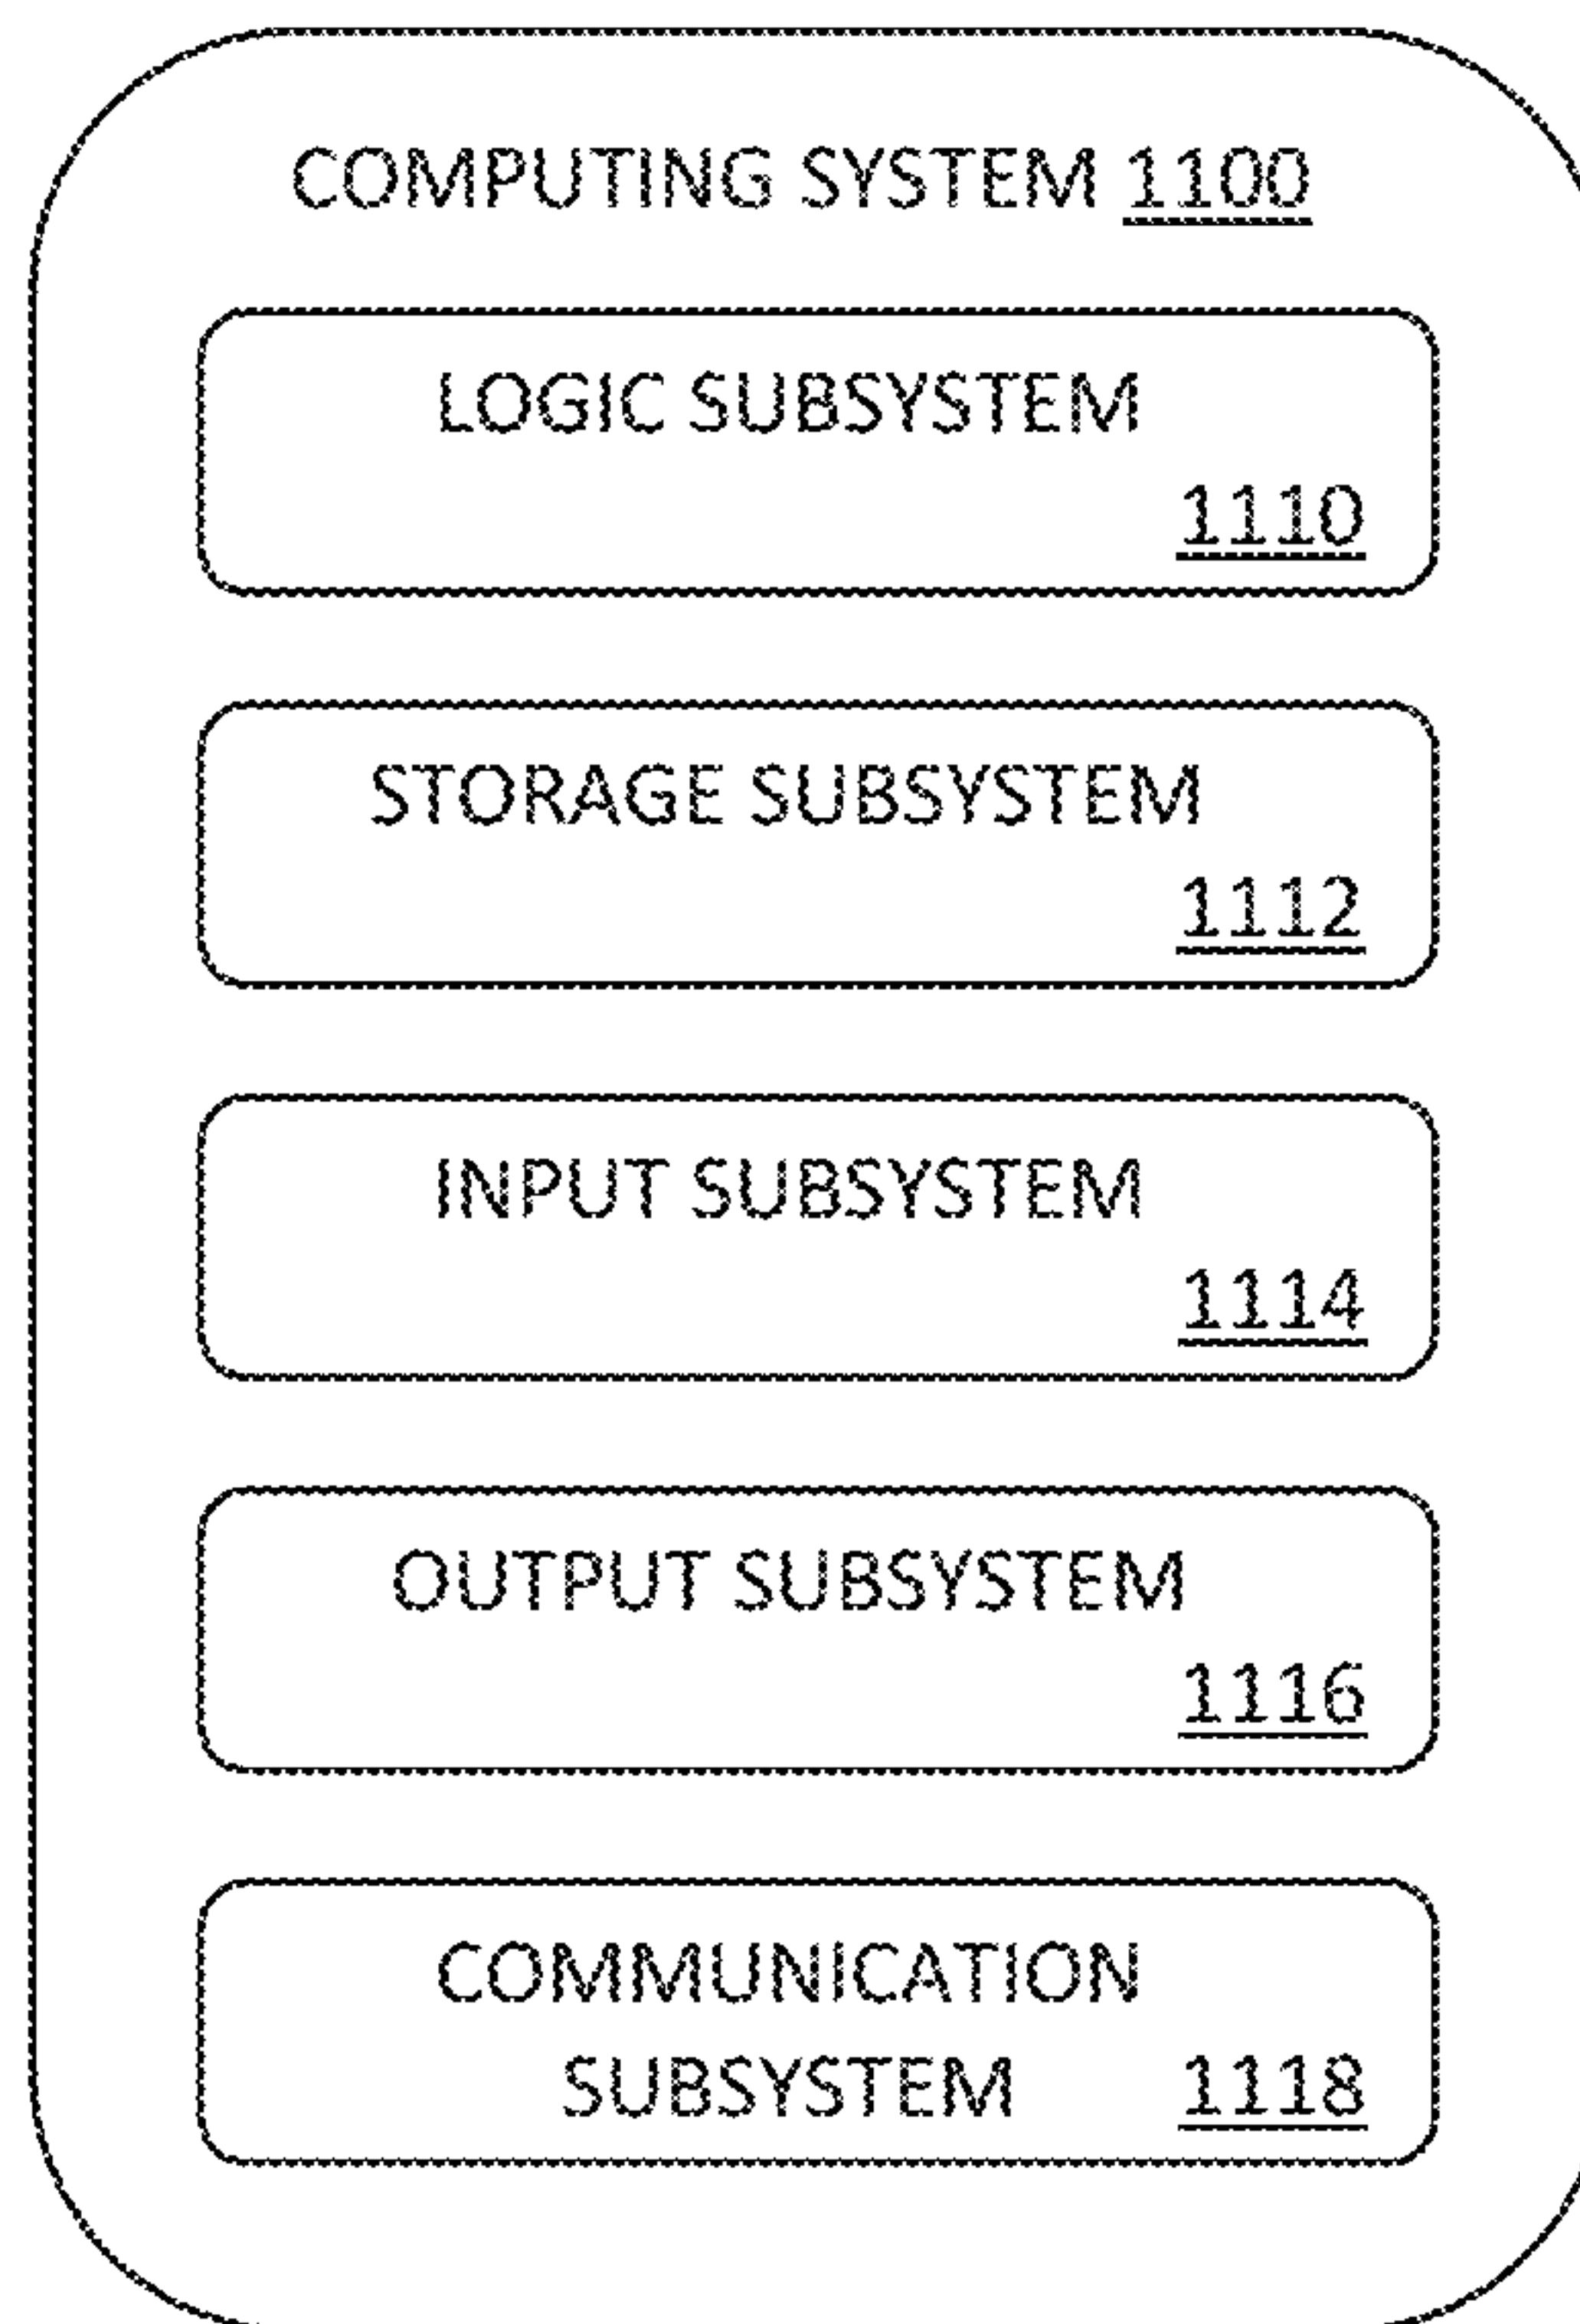 COMPUTING SYSTEM 1100
LOGIC SUBSYSTEM
1110
STORAGE SUBSYSTEM
1112
INPUT SUBSYSTEM
1114
OUTPUT SUBSYSTEM
1116
COMMUNICATION
SUBSYSTEM 1118